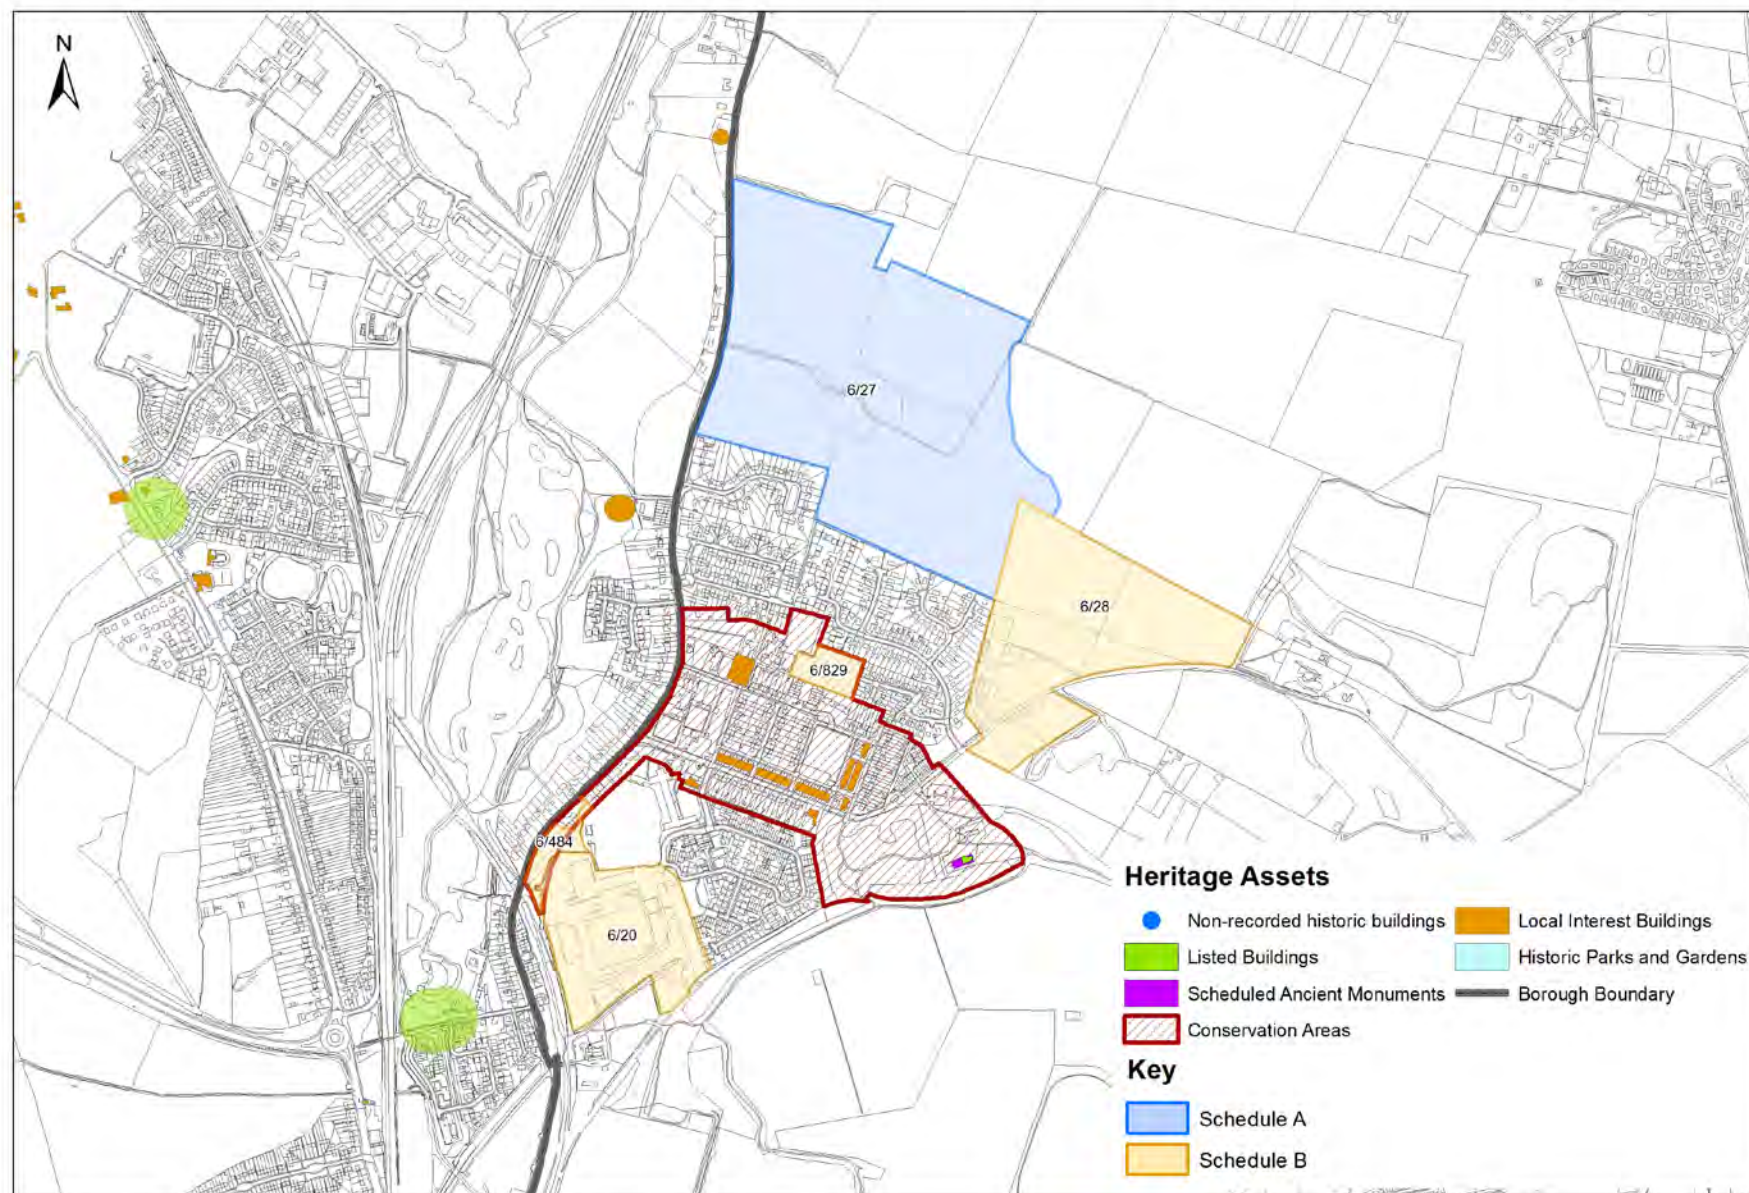 N
6/27
6/28
6/829
6/484
6/20
Heritage Assets
Non-recorded historic buildings
Local Interest Buildings
Listed Buildings
Historic Parks and Gardens
Scheduled Ancient Monuments
Borough Boundary
Conservation Areas
Key
Schedule A
Schedule B